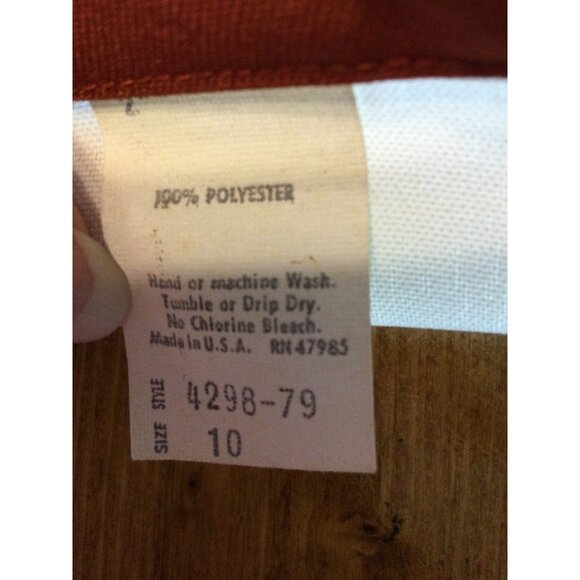 100% POLYESTER
Hand or machine Wash.
Tumble or Drip Dry.
No Chlorine Bleach.
Made in U.S.A. RN 47985
STYLE 4298-79
SIZE 10